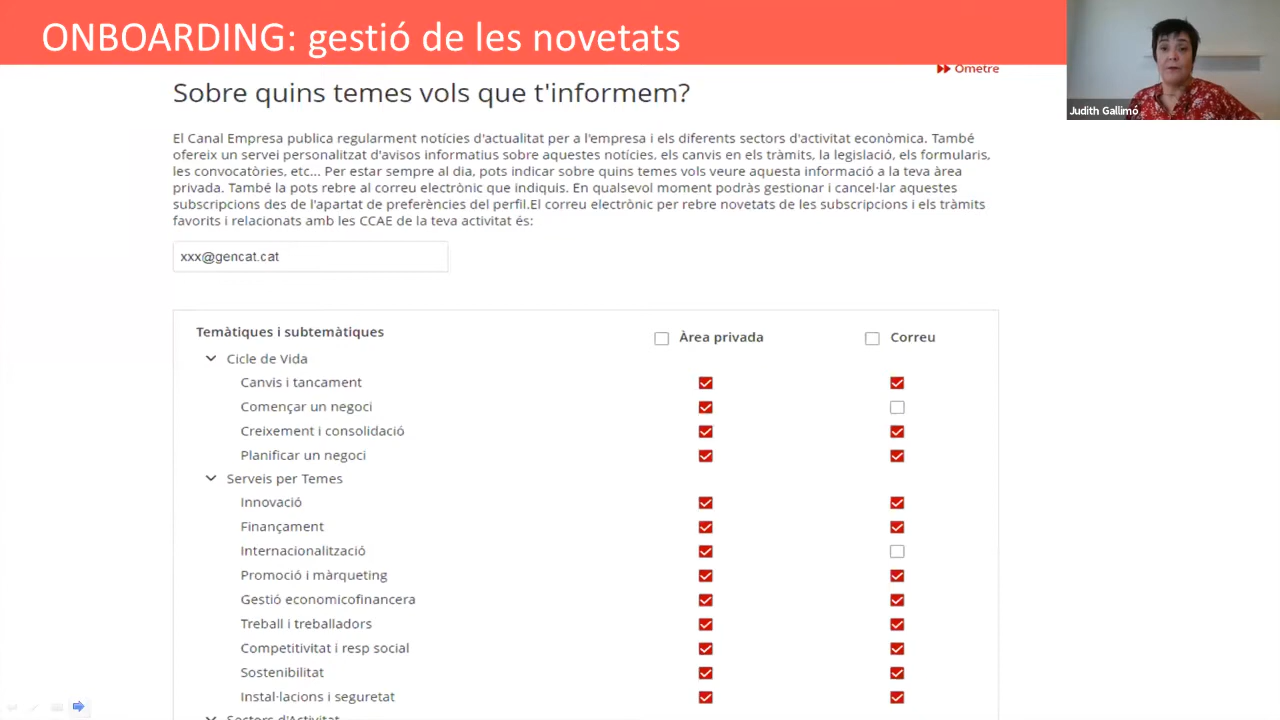 ONBOARDING: gestió de les novetats
Judith Gallimó
Ometre
Sobre quins temes vols que t'informem?
El Canal Empresa publica regularment notícies d'actualitat per a l'empresa i els diferents sectors d'activitat econòmica. També
ofereix un servei personalitzat d'avisos informatius sobre aquestes notícies, els canvis en els tràmits, la legislació, els formularis,
les convocatòries, etc... Per estar sempre al dia, pots indicar sobre quins temes vols veure aquesta informació a la teva àrea
privada. També la pots rebre al correu electrònic que indiquis. En qualsevol moment podràs gestionar i cancel·lar aquestes
subscripcions des de l'apartat de preferències del perfil.El correu electrònic per rebre novetats de les subscripcions i els tràmits
favorits i relacionats amb les CCAE de la teva activitat és:
xxx@gencat.cat
Temàtiques i subtemàtiques
Àrea privada
Correu
Cicle de Vida
Canvis i tancament
Començar un negoci
Creixement i consolidació
Planificar un negoci
Serveis per Temes
Innovació
Finançament
Internacionalització
Promoció i màrqueting
Gestió economicofinancera
Treball i treballadors
Competitivitat i resp social
Sostenibilitat
Instal·lacions i seguretat
Sectors d'Activitat